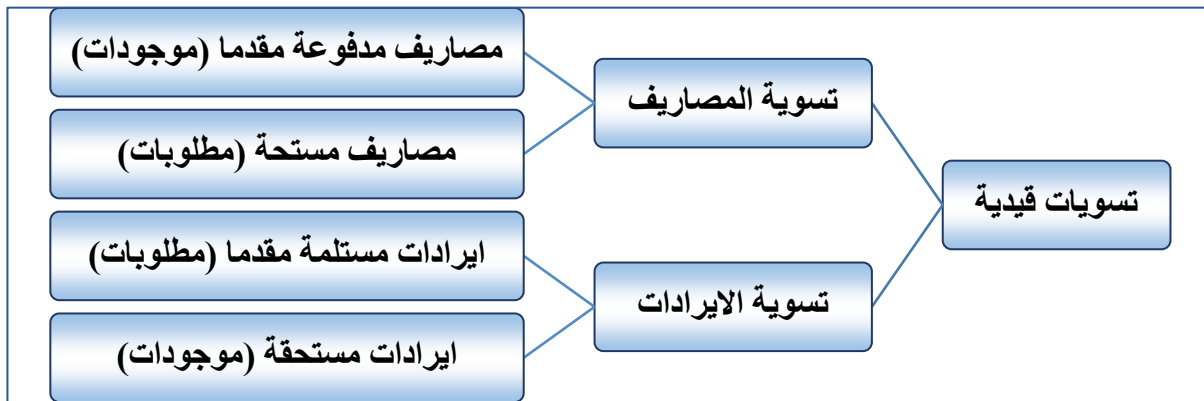 تسويات قيدية
تسوية المصاريف
مصاريف مدفوعة مقدما (موجودات)
مصاريف مستحة (مطلوبات)
تسوية الايرادات
ايرادات مستلمة مقدما (مطلوبات)
ايرادات مستحقة (موجودات)